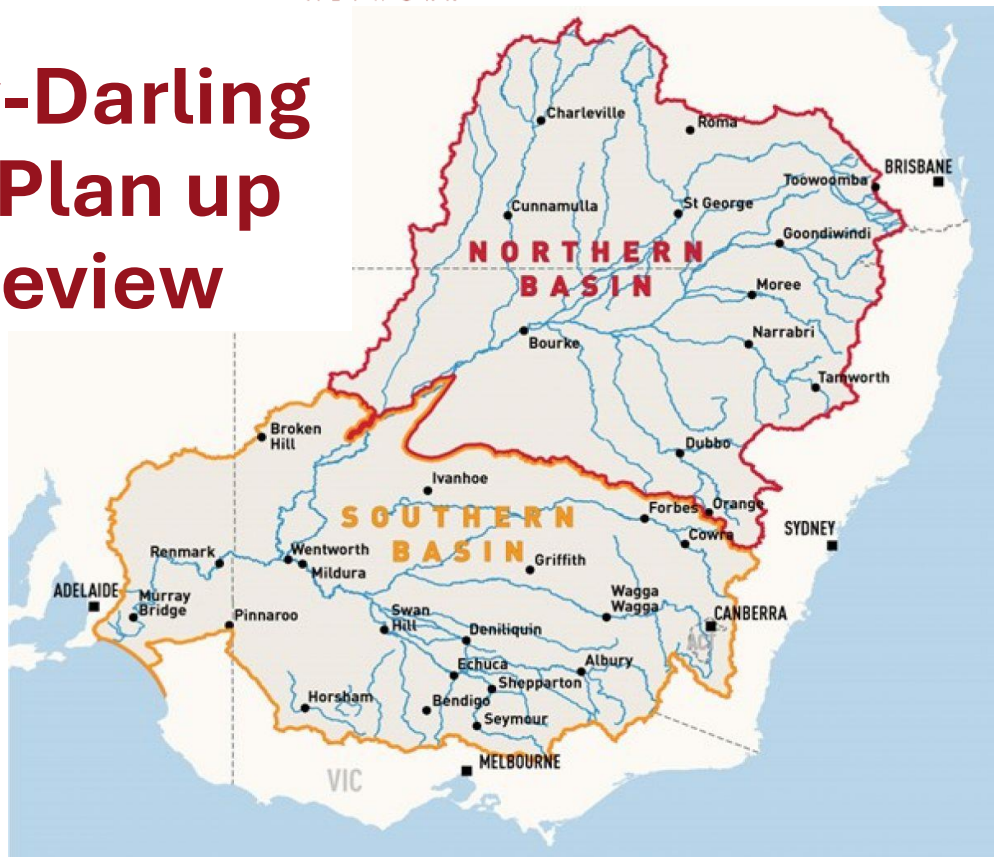 -Darling
Plan up
eview
Charleville
Roma
BRISBANE
Toowoomba
Cunnamulla
St George
Goondiwindi
NORTHERN
BASIN
Moree
Bourke
Narrabri
Tamworth
Broken
Hill
Dubbo
Ivanhoe
SOUTHERN
BASIN
Forbes
Orange
Cowra
SYDNEY
Renmark
Wentworth
Mildura
Griffith
ADELAIDE
Murray
Bridge
Pinnaroo
Swan
Hill
Wagga
Wagga
CANBERRA
ACT
Deniliquin
Echuca
Albury
Shepparton
Horsham
Bendigo
Seymour
MELBOURNE
VIC